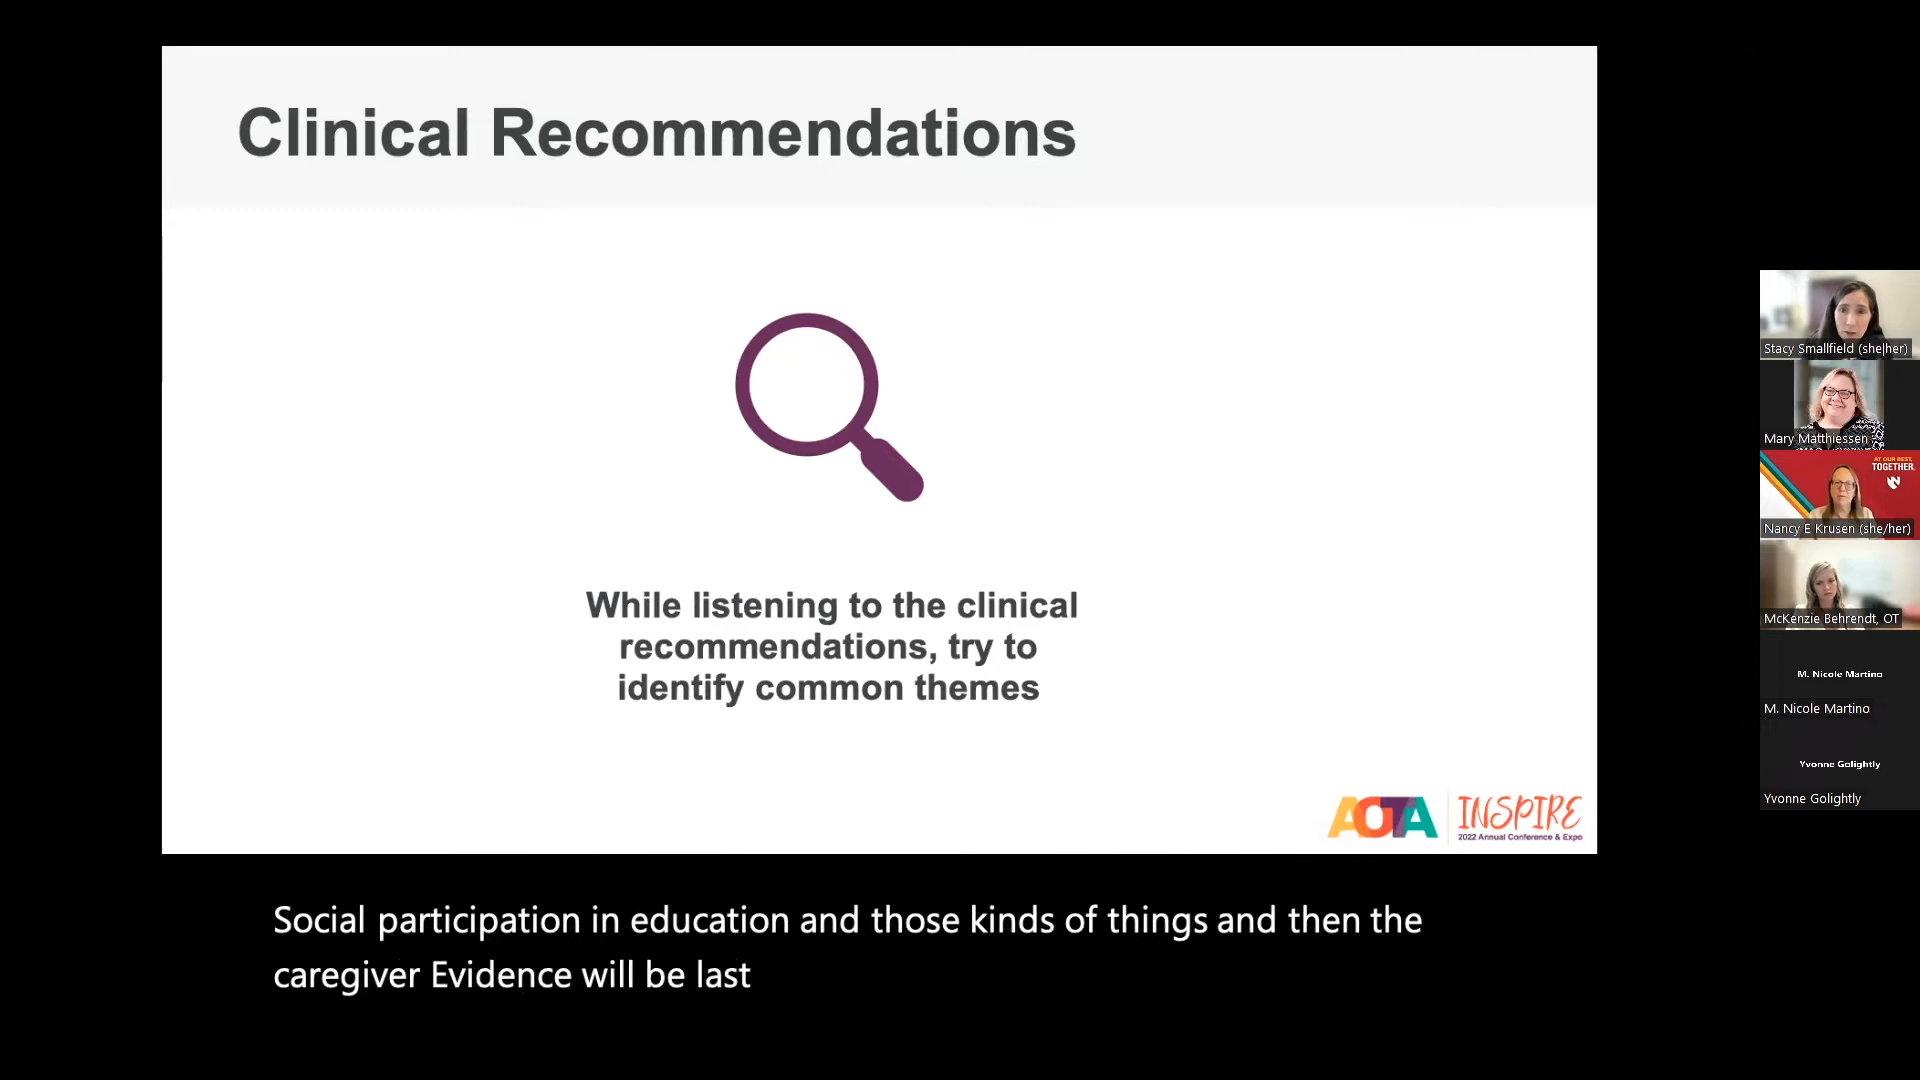 Clinical Recommendations
While listening to the clinical
recommendations, try to
identify common themes
AOTA
INSPIRE
2022 Annual Conference & Expo
Stacy Smallfield (she|her)
Mary Matthiessen
AT OUR BEST,
TOGETHER.
N
Nancy E Krusen (she/her)
McKenzie Behrendt, OT
M. Nicole Martino
M. Nicole Martino
Yvonne Golightly
Yvonne Golightly
Social participation in education and those kinds of things and then the
caregiver Evidence will be last